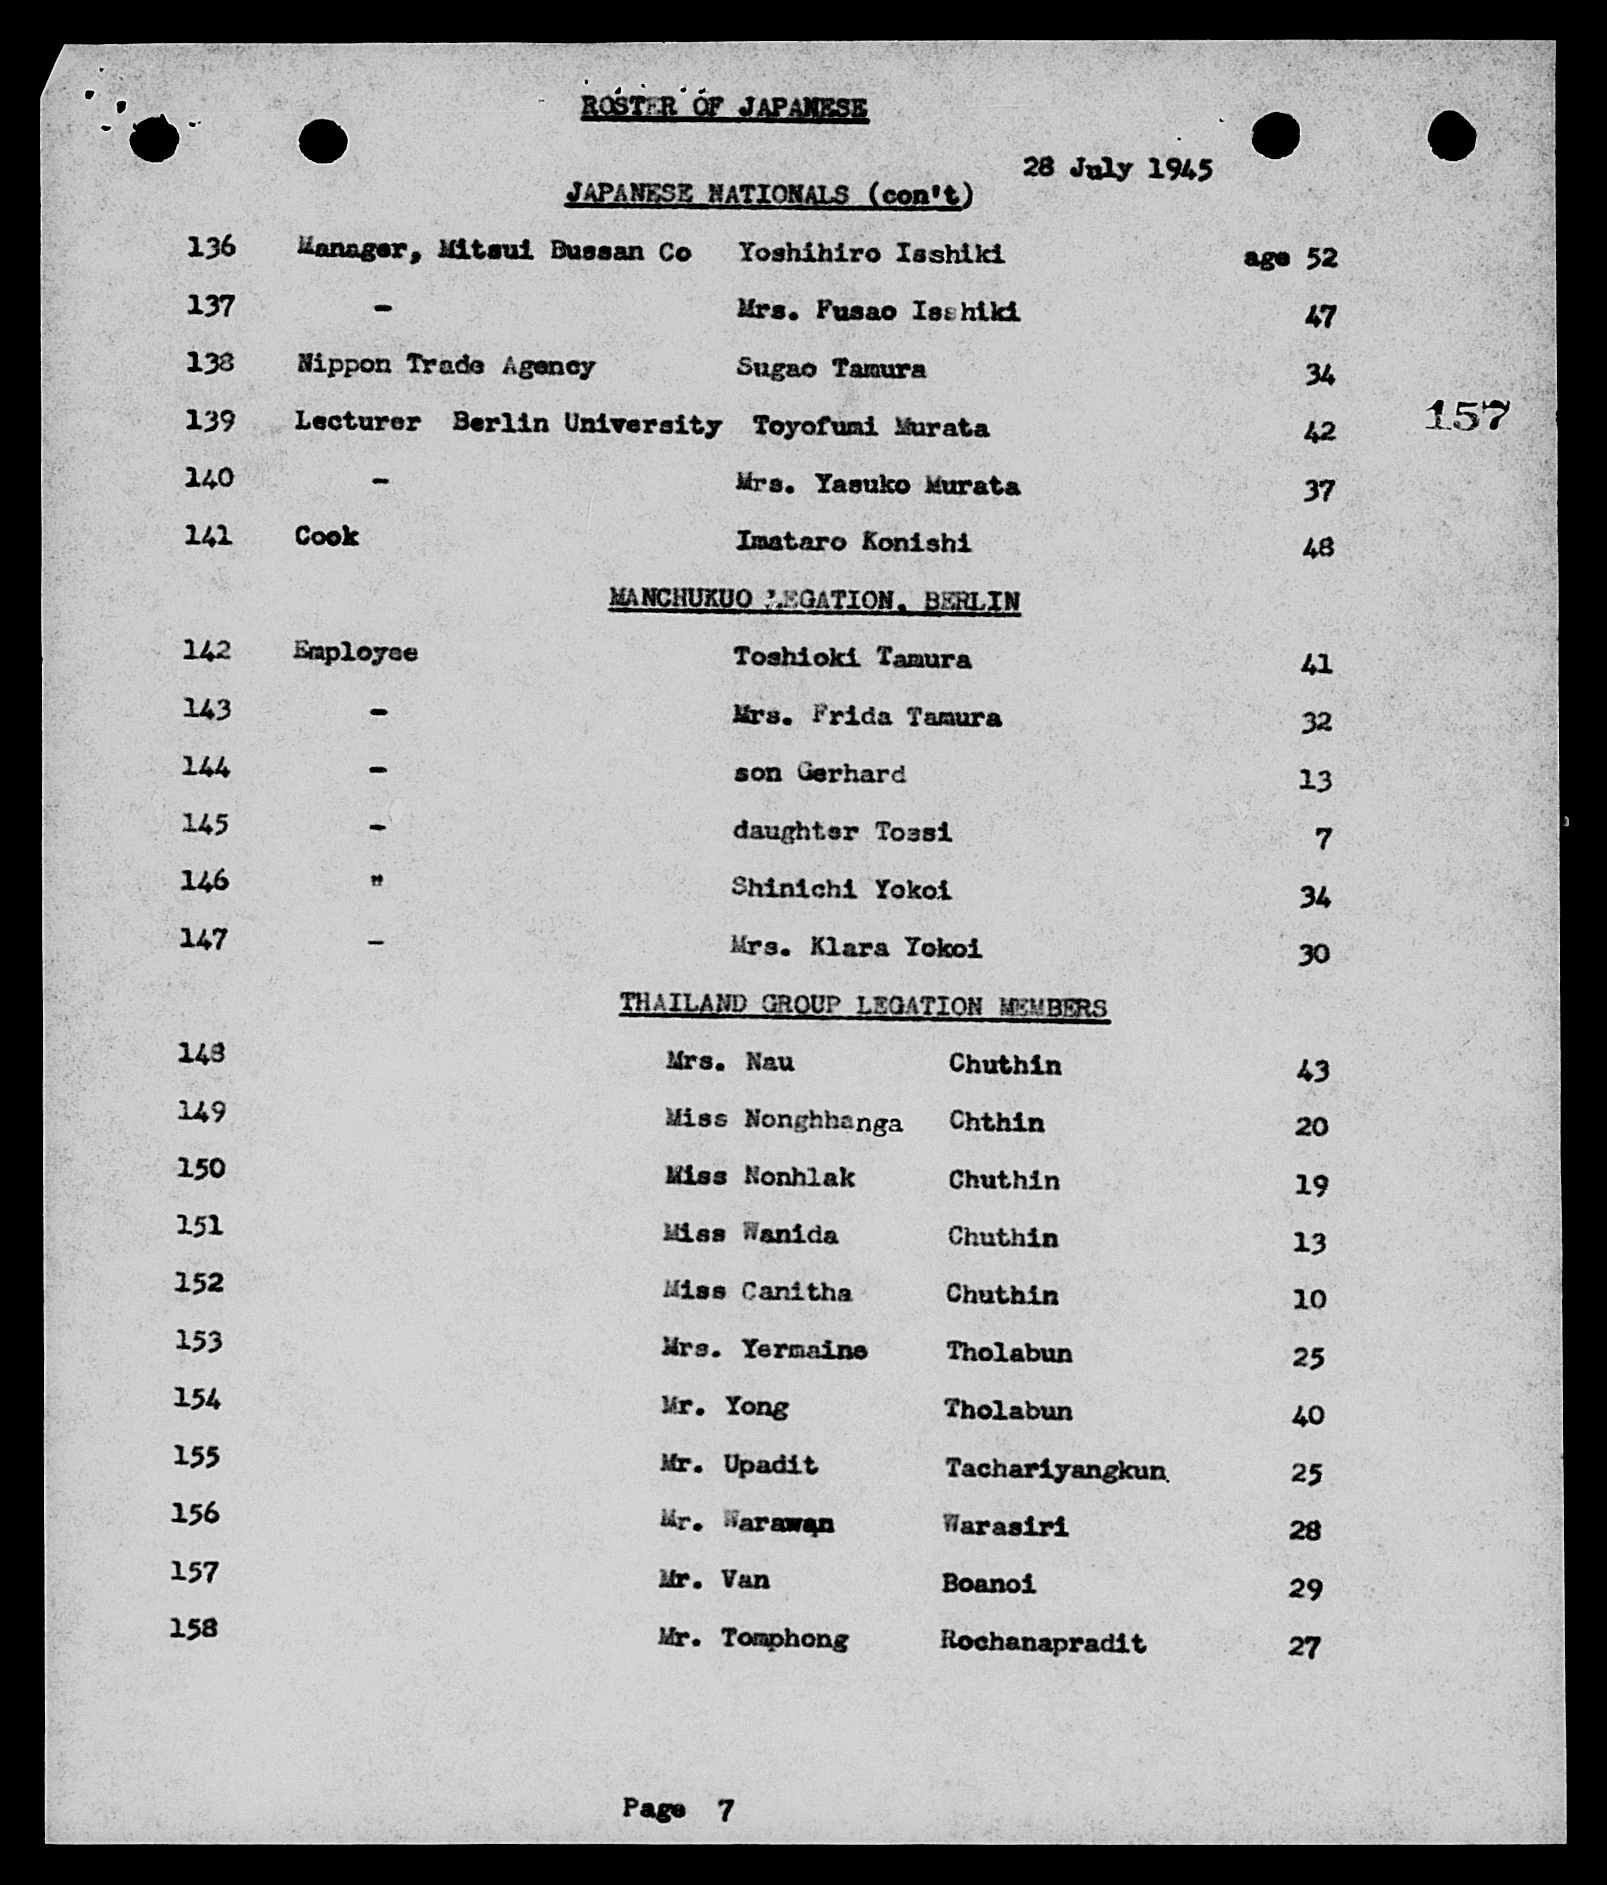 ROSTER OF JAPANESE
28 July 1945
JAPANESE NATIONALS (con't)
136 Manager, Mitsui Bussan Co Yoshihiro Isshiki age 52
137 - Mrs. Fusao Isshiki 47
138 Nippon Trade Agency Sugao Tamura 34
139 Lecturer Berlin University Toyofumi Murata 42
157
140 - Mrs. Yasuko Murata 37
141 Cook Imataro Konishi 48
MANCHUKUO LEGATION. BERLIN
142 Employee Toshioki Tamura 41
143 - Mrs. Frida Tamura 32
144 - son Gerhard 13
145 - daughter Tossi 7
146 " Shinichi Yokoi 34
147 - Mrs. Klara Yokoi 30
THAILAND GROUP LEGATION MEMBERS
148 Mrs. Nau Chuthin 43
149 Miss Nonghhanga Chthin 20
150 Miss Nonhlak Chuthin 19
151 Miss Wanida Chuthin 13
152 Miss Canitha Chuthin 10
153 Mrs. Yermaine Tholabun 25
154 Mr. Yong Tholabun 40
155 Mr. Upadit Tachariyangkun. 25
156 Mr. Warawan Warasiri 28
157 Mr. Van Boanoi 29
158 Mr. Tomphong Rochanapradit 27
Page 7